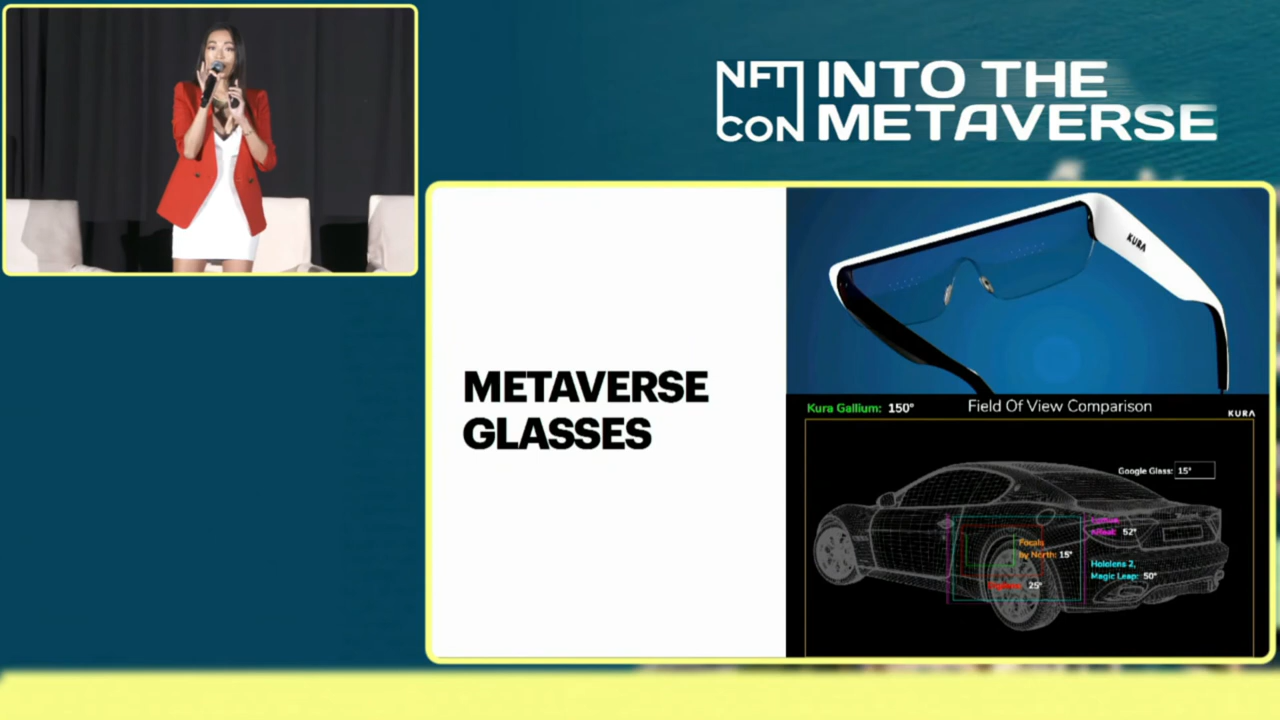 NFT
CON
INTO THE
METAVERSE
METAVERSE
GLASSES
KURA
Kura Gallium: 150°
Field Of View Comparison
KURA
Google Glass: 15°
52°
Focals
by North: 15°
Hololens 2,
Magic Leap: 50°
25°